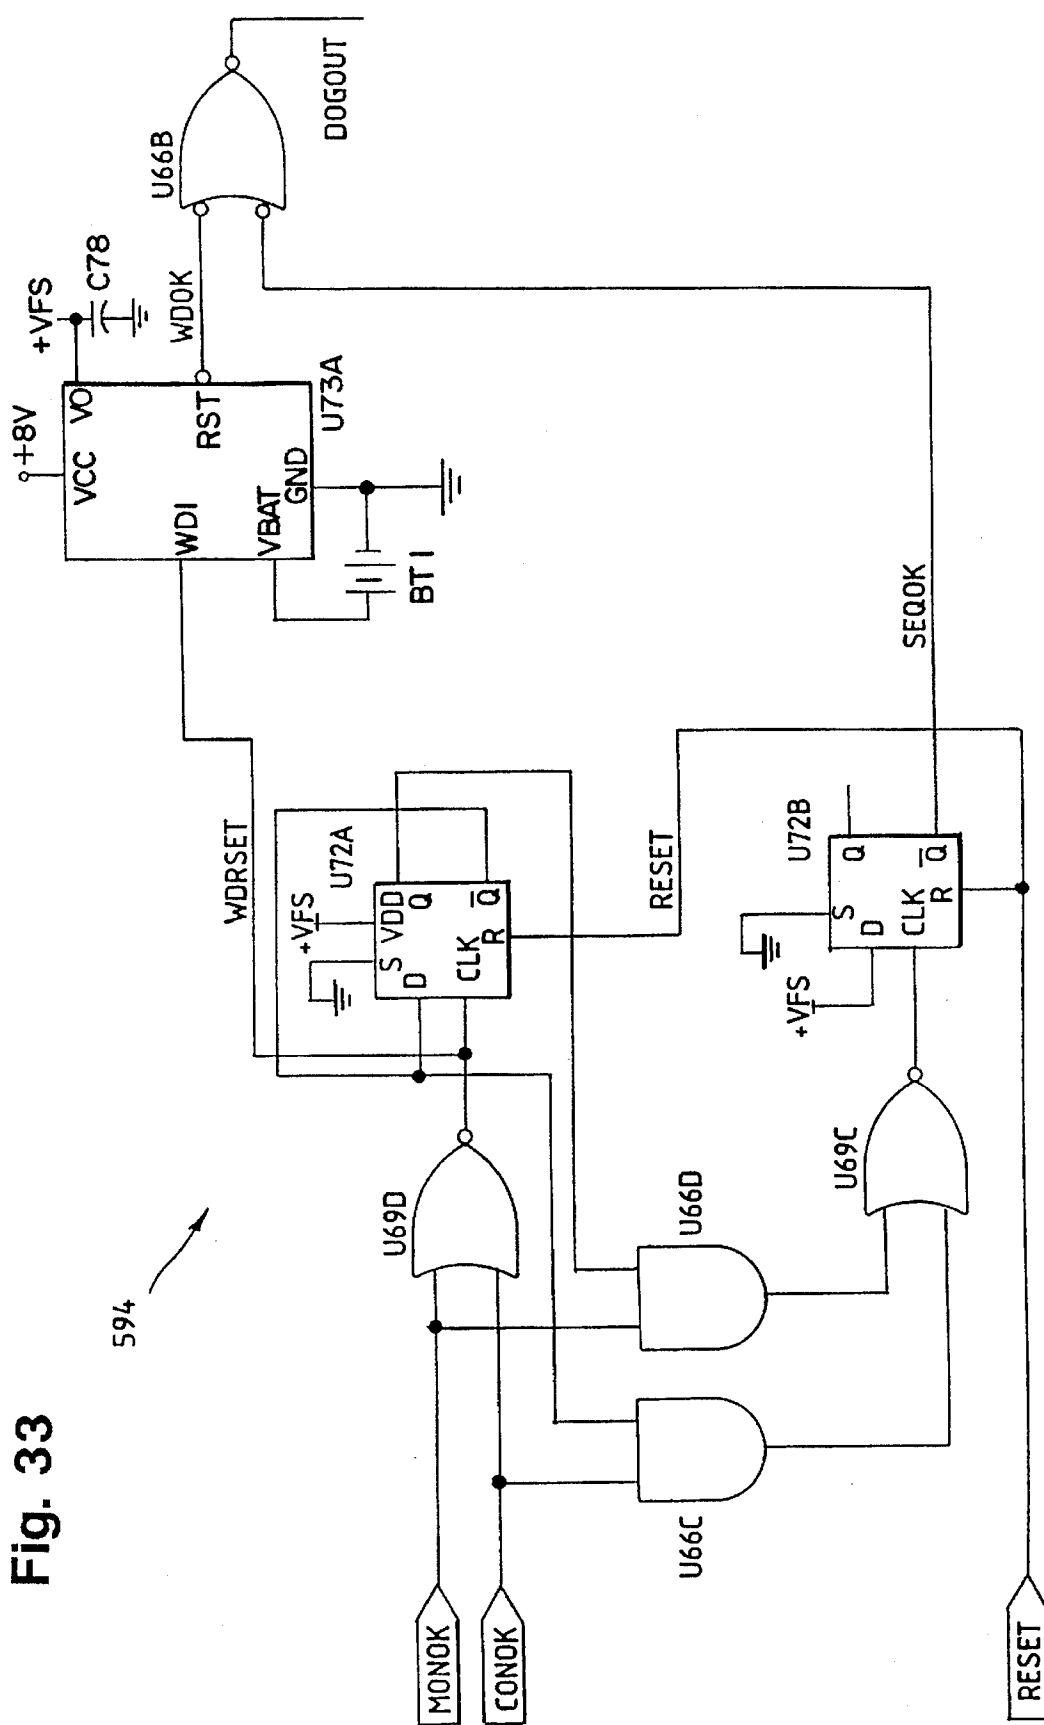 Fig. 33
594
MONOK
CONOK
RESET
U69D
U66C
U66D
U69C
WDRSET
+VFS
U72A
S
VDD
D
Q
CLK
Q
R
RESET
+VFS
U72B
S
D
Q
CLK
Q
R
SEQOK
+8V
VCC
VO
WDI
RST
VBAT
GND
U73A
BT1
+VFS
C78
WDOK
U66B
DOGOUT